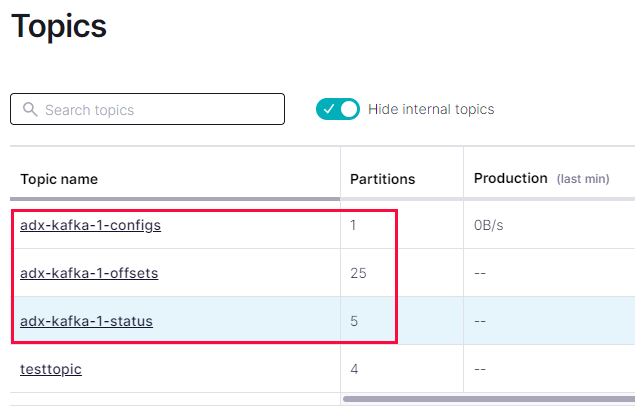 Topics
Search topics
Hide internal topics
Topic name Partitions Production (last min)
adx-kafka-1-configs 1 0B/s
adx-kafka-1-offsets 25 --
adx-kafka-1-status 5 --
testtopic 4 --